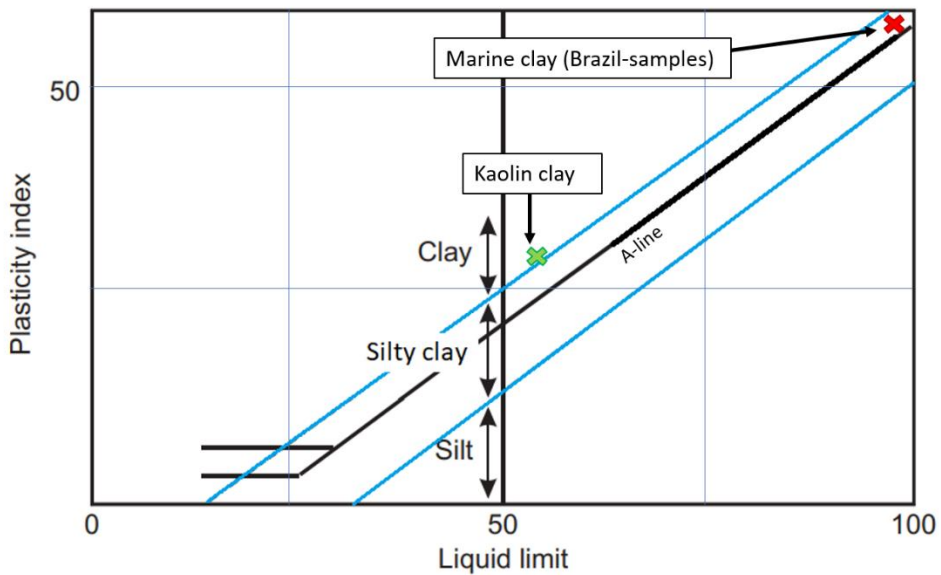 Marine clay (Brazil-samples)
50
Kaolin clay
A-line
Clay
Plasticity index
Silty clay
Silt
0
50
100
Liquid limit